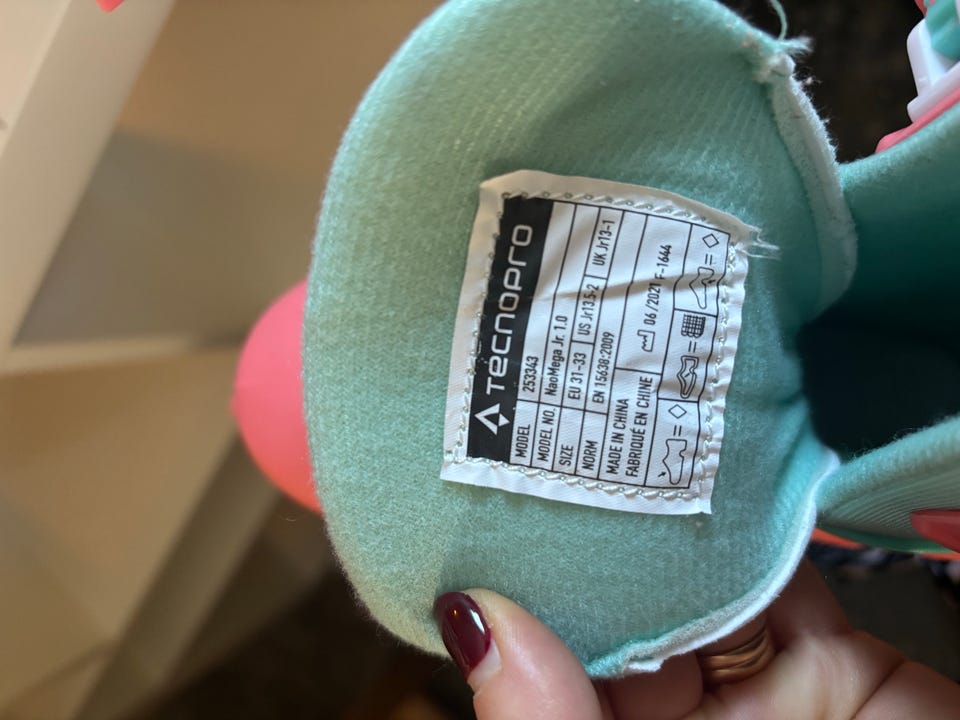 TECNOPRO
MODEL 253343
MODEL NO. NaoMega Jr. 1.0
SIZE EU 31-33 US Jr13.5-2 UK Jr13-1
NORM EN 15638:2009
MADE IN CHINA
FABRIQUÉ EN CHINE 06/2021 F-1644